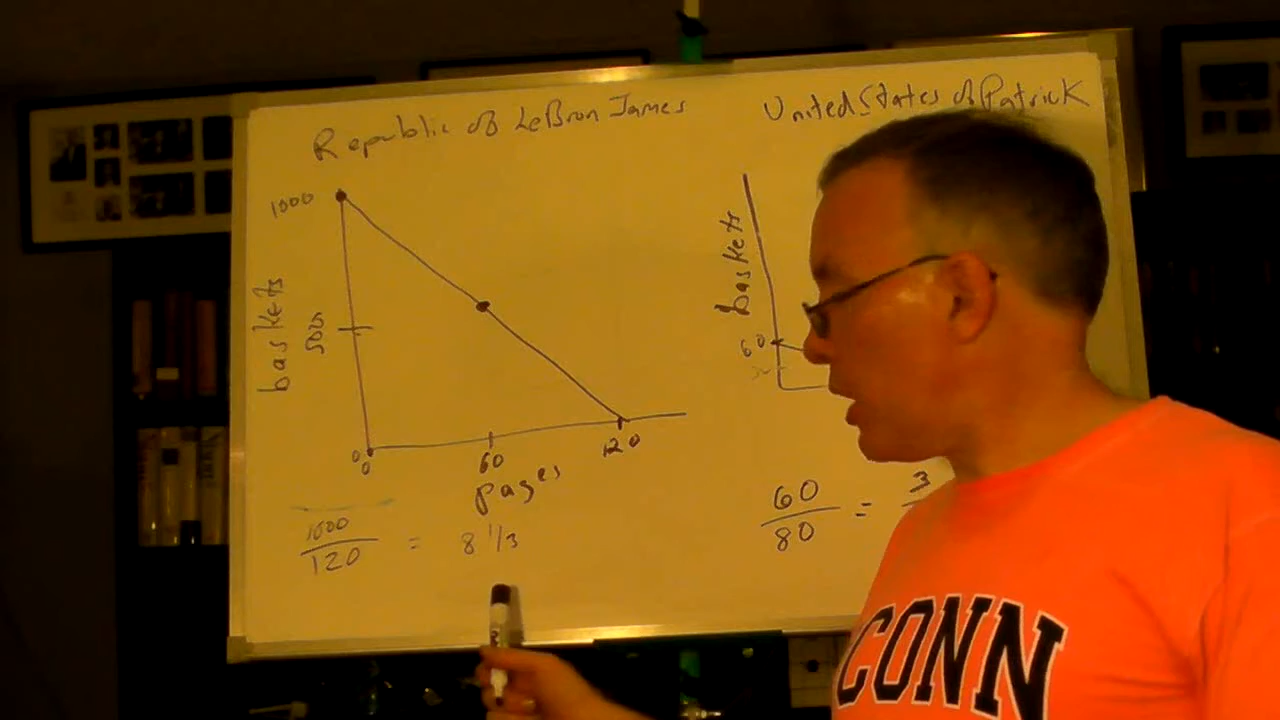 Republic of LeBron James
1000
baskets
500
0
0
60
120
pages
1000
120
=
8 1/3
United States of Patrick
baskets
60
60
80
=
3
CONN